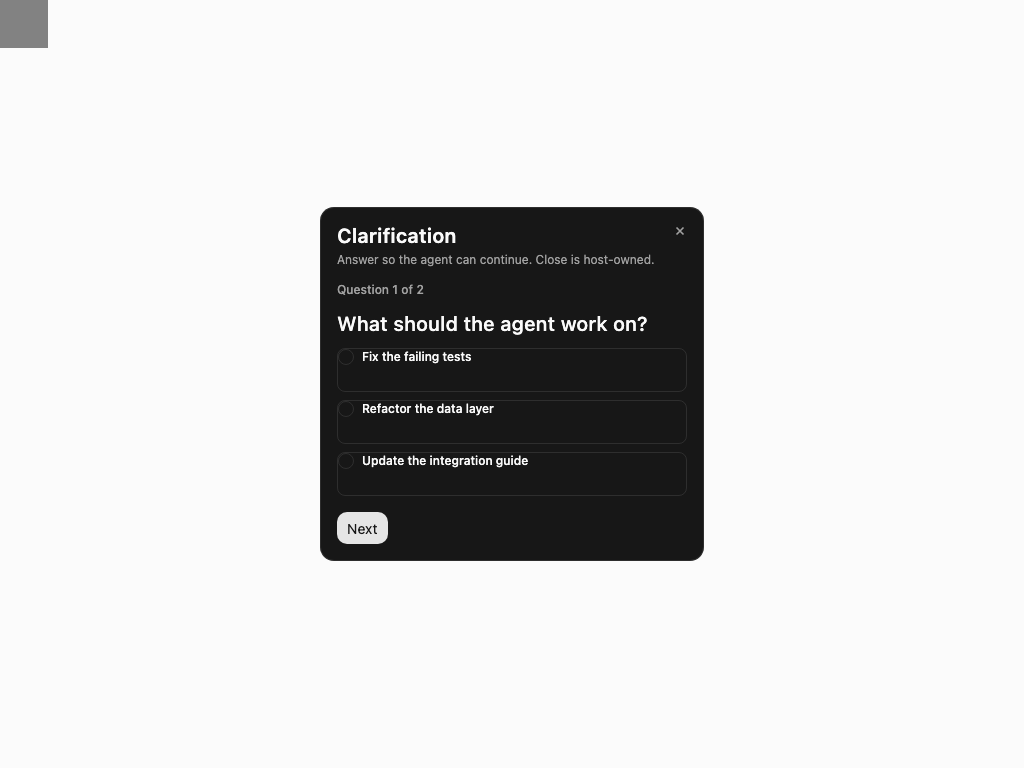 Clarification
Answer so the agent can continue. Close is host-owned.
Question 1 of 2
What should the agent work on?
Fix the failing tests
Refactor the data layer
Update the integration guide
Next